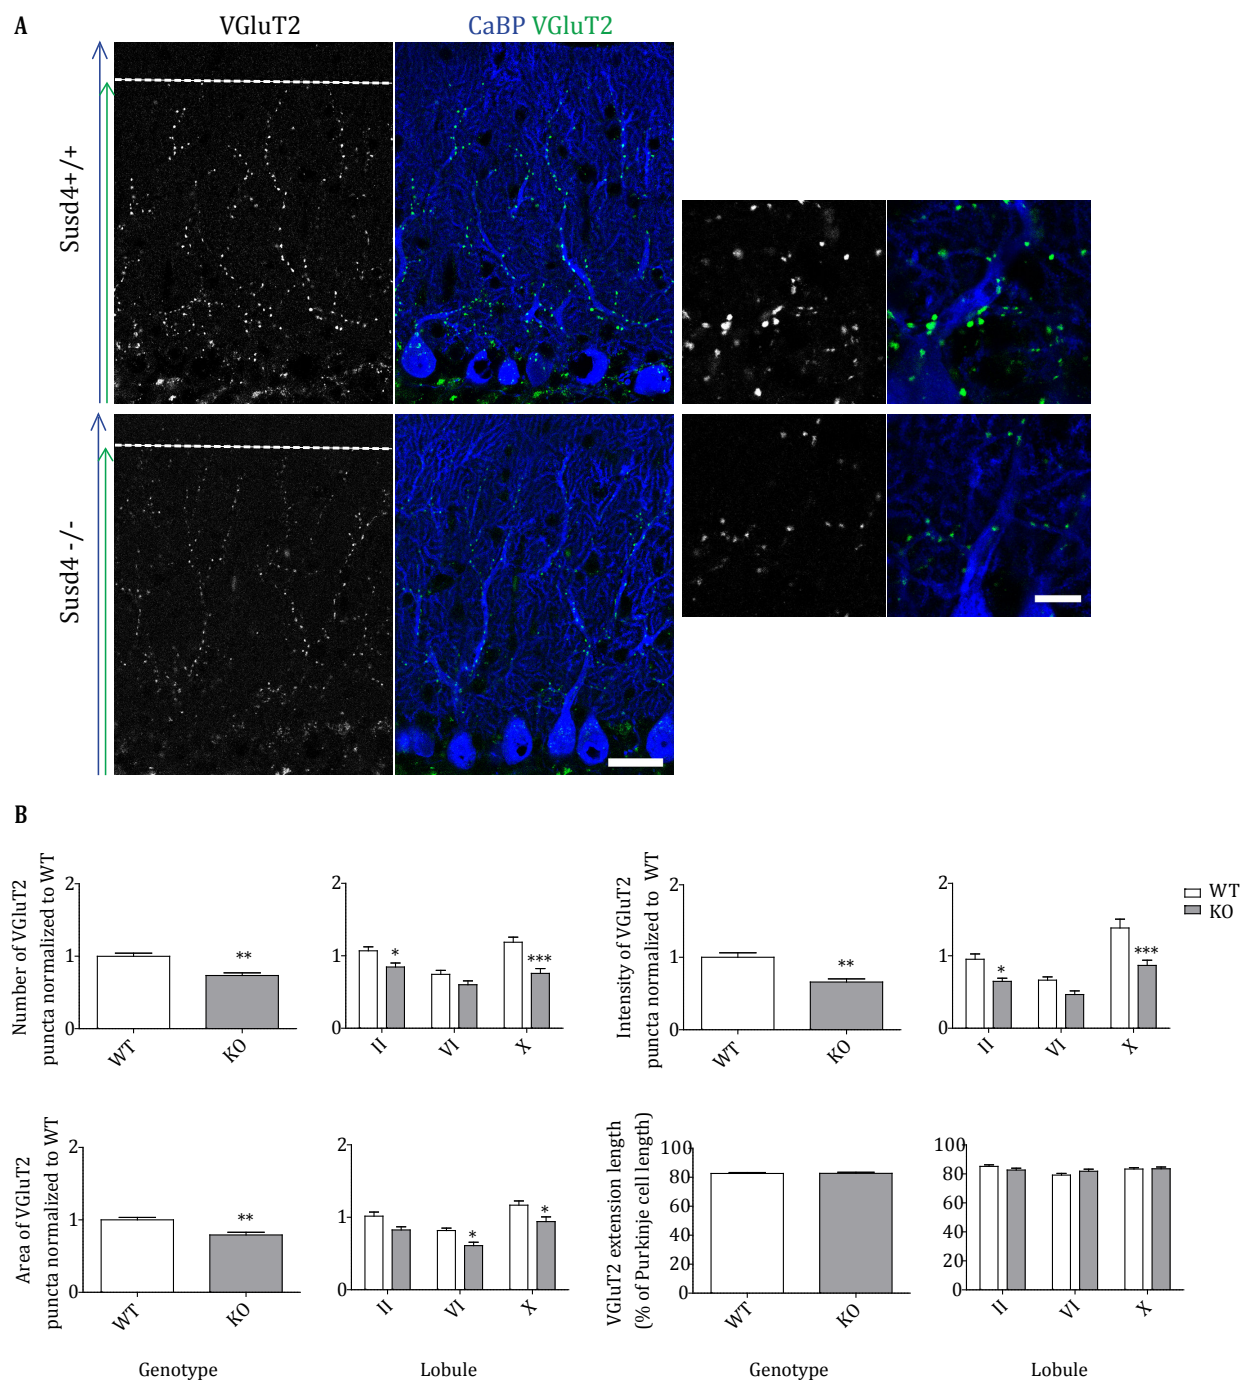 A
VGluT2
CaBP VGluT2
Susd4+/+
Susd4 -/-
B
Number of VGluT2
puncta normalized to WT
2
1
0
WT
KO
**
2
1
0
*
***
II
VI
X
Intensity of VGluT2
puncta normalized to WT
2
1
0
WT
KO
**
2
1
0
*
***
II
VI
X
WT
KO
Area of VGluT2
puncta normalized to WT
2
1
0
WT
KO
**
Genotype
2
1
0
*
*
II
VI
X
Lobule
VGluT2 extension length
(% of Purkinje cell length)
100
80
60
40
20
0
WT
KO
Genotype
100
80
60
40
20
0
II
VI
X
Lobule